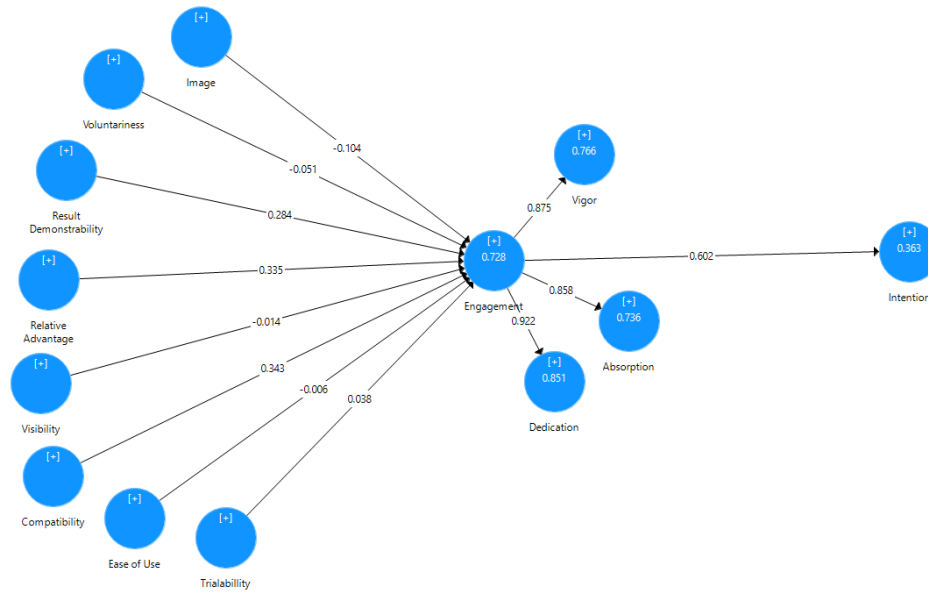 [+]
Image
[+]
Voluntariness
[+]
Result
Demonstrability
[+]
Relative
Advantage
[+]
Visibility
[+]
Compatibility
[+]
Ease of Use
[+]
Trialabillity
-0.104
-0.051
0.284
0.335
-0.014
0.343
-0.006
0.038
[+]
0.728
Engagement
0.875
0.858
0.922
0.602
[+]
0.766
Vigor
[+]
0.736
Absorption
[+]
0.851
Dedication
[+]
0.363
Intention